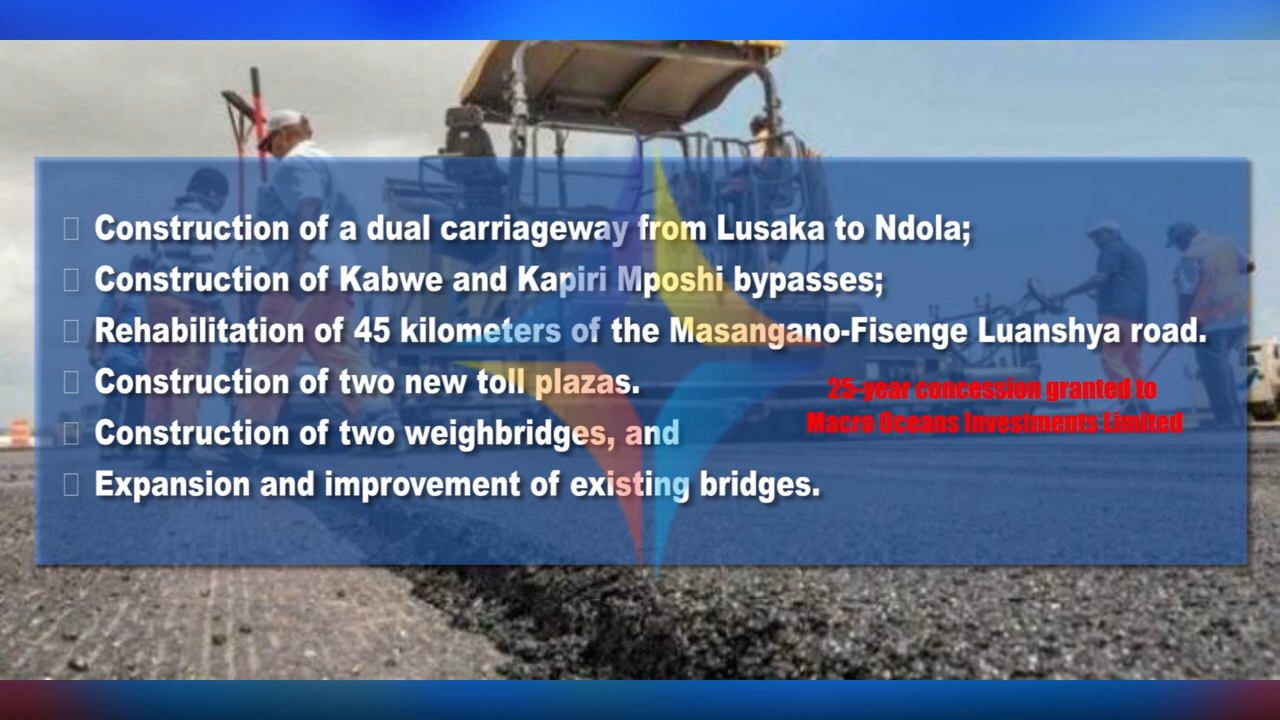 Construction of a dual carriageway from Lusaka to Ndola;
Construction of Kabwe and Kapiri Mposhi bypasses;
Rehabilitation of 45 kilometers of the Masangano-Fisenge Luanshya road.
Construction of two new toll plazas.
25-year concession granted to
Macro Oceans Investments Limited
Construction of two weighbridges, and
Expansion and improvement of existing bridges.